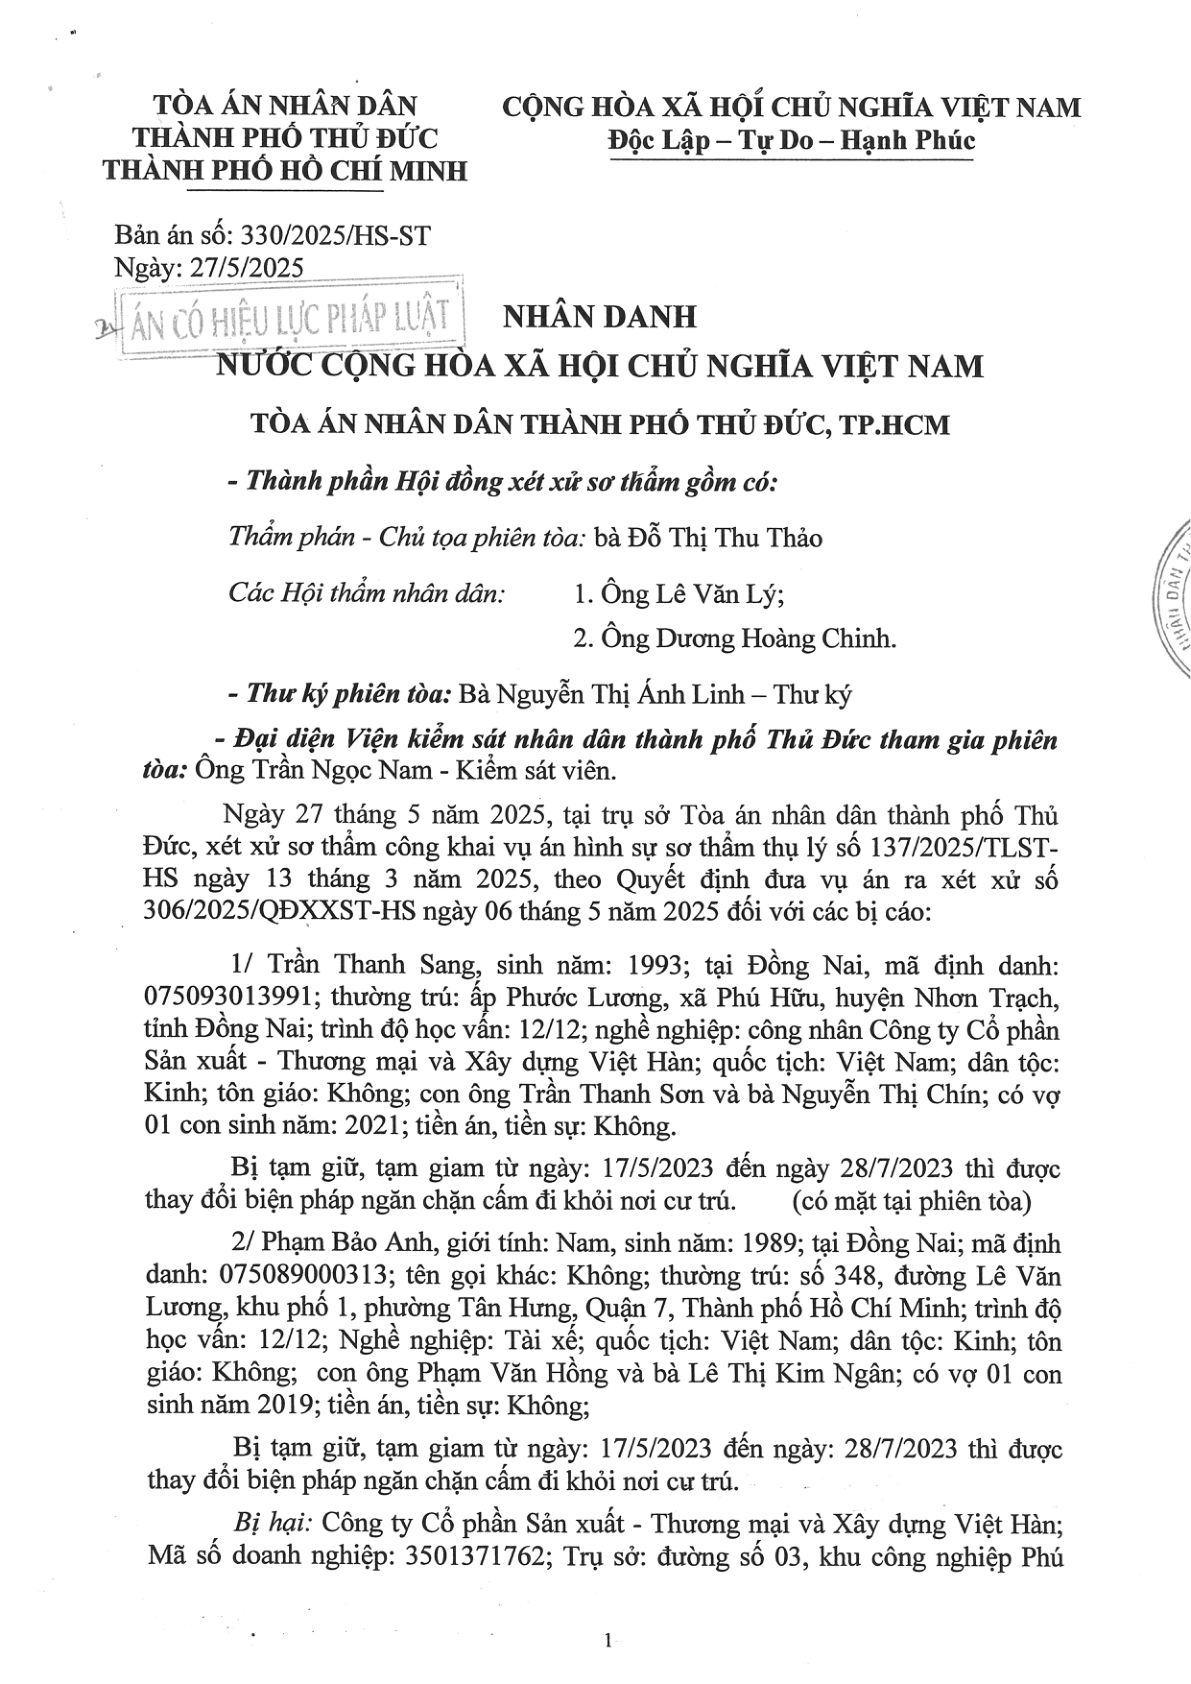 TÒA ÁN NHÂN DÂN
THÀNH PHỐ THỦ ĐỨC
THÀNH PHỐ HỒ CHÍ MINH
CỘNG HÒA XÃ HỘI CHỦ NGHĨA VIỆT NAM
Độc Lập – Tự Do – Hạnh Phúc
Bản án số: 330/2025/HS-ST
Ngày: 27/5/2025
ÁN CÓ HIỆU LỰC PHÁP LUẬT
NHÂN DANH
NƯỚC CỘNG HÒA XÃ HỘI CHỦ NGHĨA VIỆT NAM
TÒA ÁN NHÂN DÂN THÀNH PHỐ THỦ ĐỨC, TP.HCM
- Thành phần Hội đồng xét xử sơ thẩm gồm có:
Thẩm phán - Chủ tọa phiên tòa: bà Đỗ Thị Thu Thảo
Các Hội thẩm nhân dân: 1. Ông Lê Văn Lý;
2. Ông Dương Hoàng Chinh.
- Thư ký phiên tòa: Bà Nguyễn Thị Ánh Linh – Thư ký
- Đại diện Viện kiểm sát nhân dân thành phố Thủ Đức tham gia phiên
tòa: Ông Trần Ngọc Nam - Kiểm sát viên.
Ngày 27 tháng 5 năm 2025, tại trụ sở Tòa án nhân dân thành phố Thủ
Đức, xét xử sơ thẩm công khai vụ án hình sự sơ thẩm thụ lý số 137/2025/TLST-
HS ngày 13 tháng 3 năm 2025, theo Quyết định đưa vụ án ra xét xử số
306/2025/QĐXXST-HS ngày 06 tháng 5 năm 2025 đối với các bị cáo:
1/ Trần Thanh Sang, sinh năm: 1993; tại Đồng Nai, mã định danh:
075093013991; thường trú: ấp Phước Lương, xã Phú Hữu, huyện Nhơn Trạch,
tỉnh Đồng Nai; trình độ học vấn: 12/12; nghề nghiệp: công nhân Công ty Cổ phần
Sản xuất - Thương mại và Xây dựng Việt Hàn; quốc tịch: Việt Nam; dân tộc:
Kinh; tôn giáo: Không; con ông Trần Thanh Sơn và bà Nguyễn Thị Chín; có vợ
01 con sinh năm: 2021; tiền án, tiền sự: Không.
Bị tạm giữ, tạm giam từ ngày: 17/5/2023 đến ngày 28/7/2023 thì được
thay đổi biện pháp ngăn chặn cấm đi khỏi nơi cư trú. (có mặt tại phiên tòa)
2/ Phạm Bảo Anh, giới tính: Nam, sinh năm: 1989; tại Đồng Nai; mã định
danh: 075089000313; tên gọi khác: Không; thường trú: số 348, đường Lê Văn
Lương, khu phố 1, phường Tân Hưng, Quận 7, Thành phố Hồ Chí Minh; trình độ
học vấn: 12/12; Nghề nghiệp: Tài xế; quốc tịch: Việt Nam; dân tộc: Kinh; tôn
giáo: Không; con ông Phạm Văn Hồng và bà Lê Thị Kim Ngân; có vợ 01 con
sinh năm 2019; tiền án, tiền sự: Không;
Bị tạm giữ, tạm giam từ ngày: 17/5/2023 đến ngày: 28/7/2023 thì được
thay đổi biện pháp ngăn chặn cấm đi khỏi nơi cư trú.
Bị hại: Công ty Cổ phần Sản xuất - Thương mại và Xây dựng Việt Hàn;
Mã số doanh nghiệp: 3501371762; Trụ sở: đường số 03, khu công nghiệp Phú
NHÂN DÂN
1